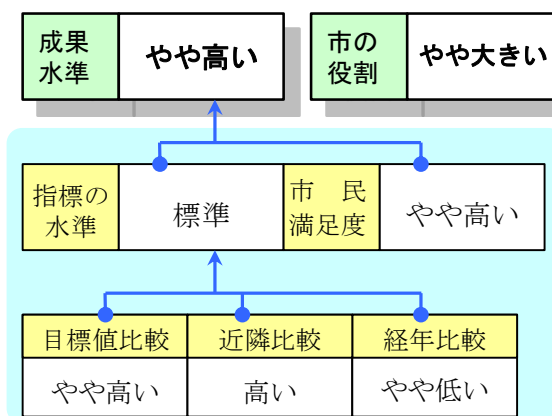 成果
水準
やや高い
市の
役割
やや大きい
指標の
水準
標準
市民
満足度
やや高い
目標値比較
近隣比較
経年比較
やや高い
高い
やや低い